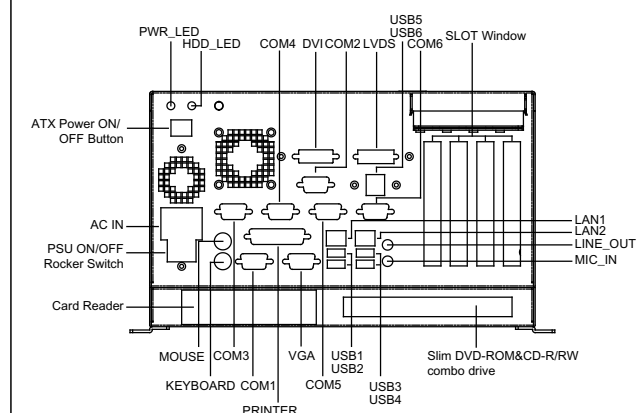 USB5
USB6
PWR_LED
HDD_LED
COM4
DVI
COM2
LVDS
COM6
SLOT Window
ATX Power ON/
OFF Button
AC IN
PSU ON/OFF
Rocker Switch
Card Reader
LAN1
LAN2
LINE_OUT
MIC_IN
MOUSE
COM3
VGA
USB1
USB2
Slim DVD-ROM&CD-R/RW
combo drive
KEYBOARD
COM1
COM5
USB3
USB4
PRINTER